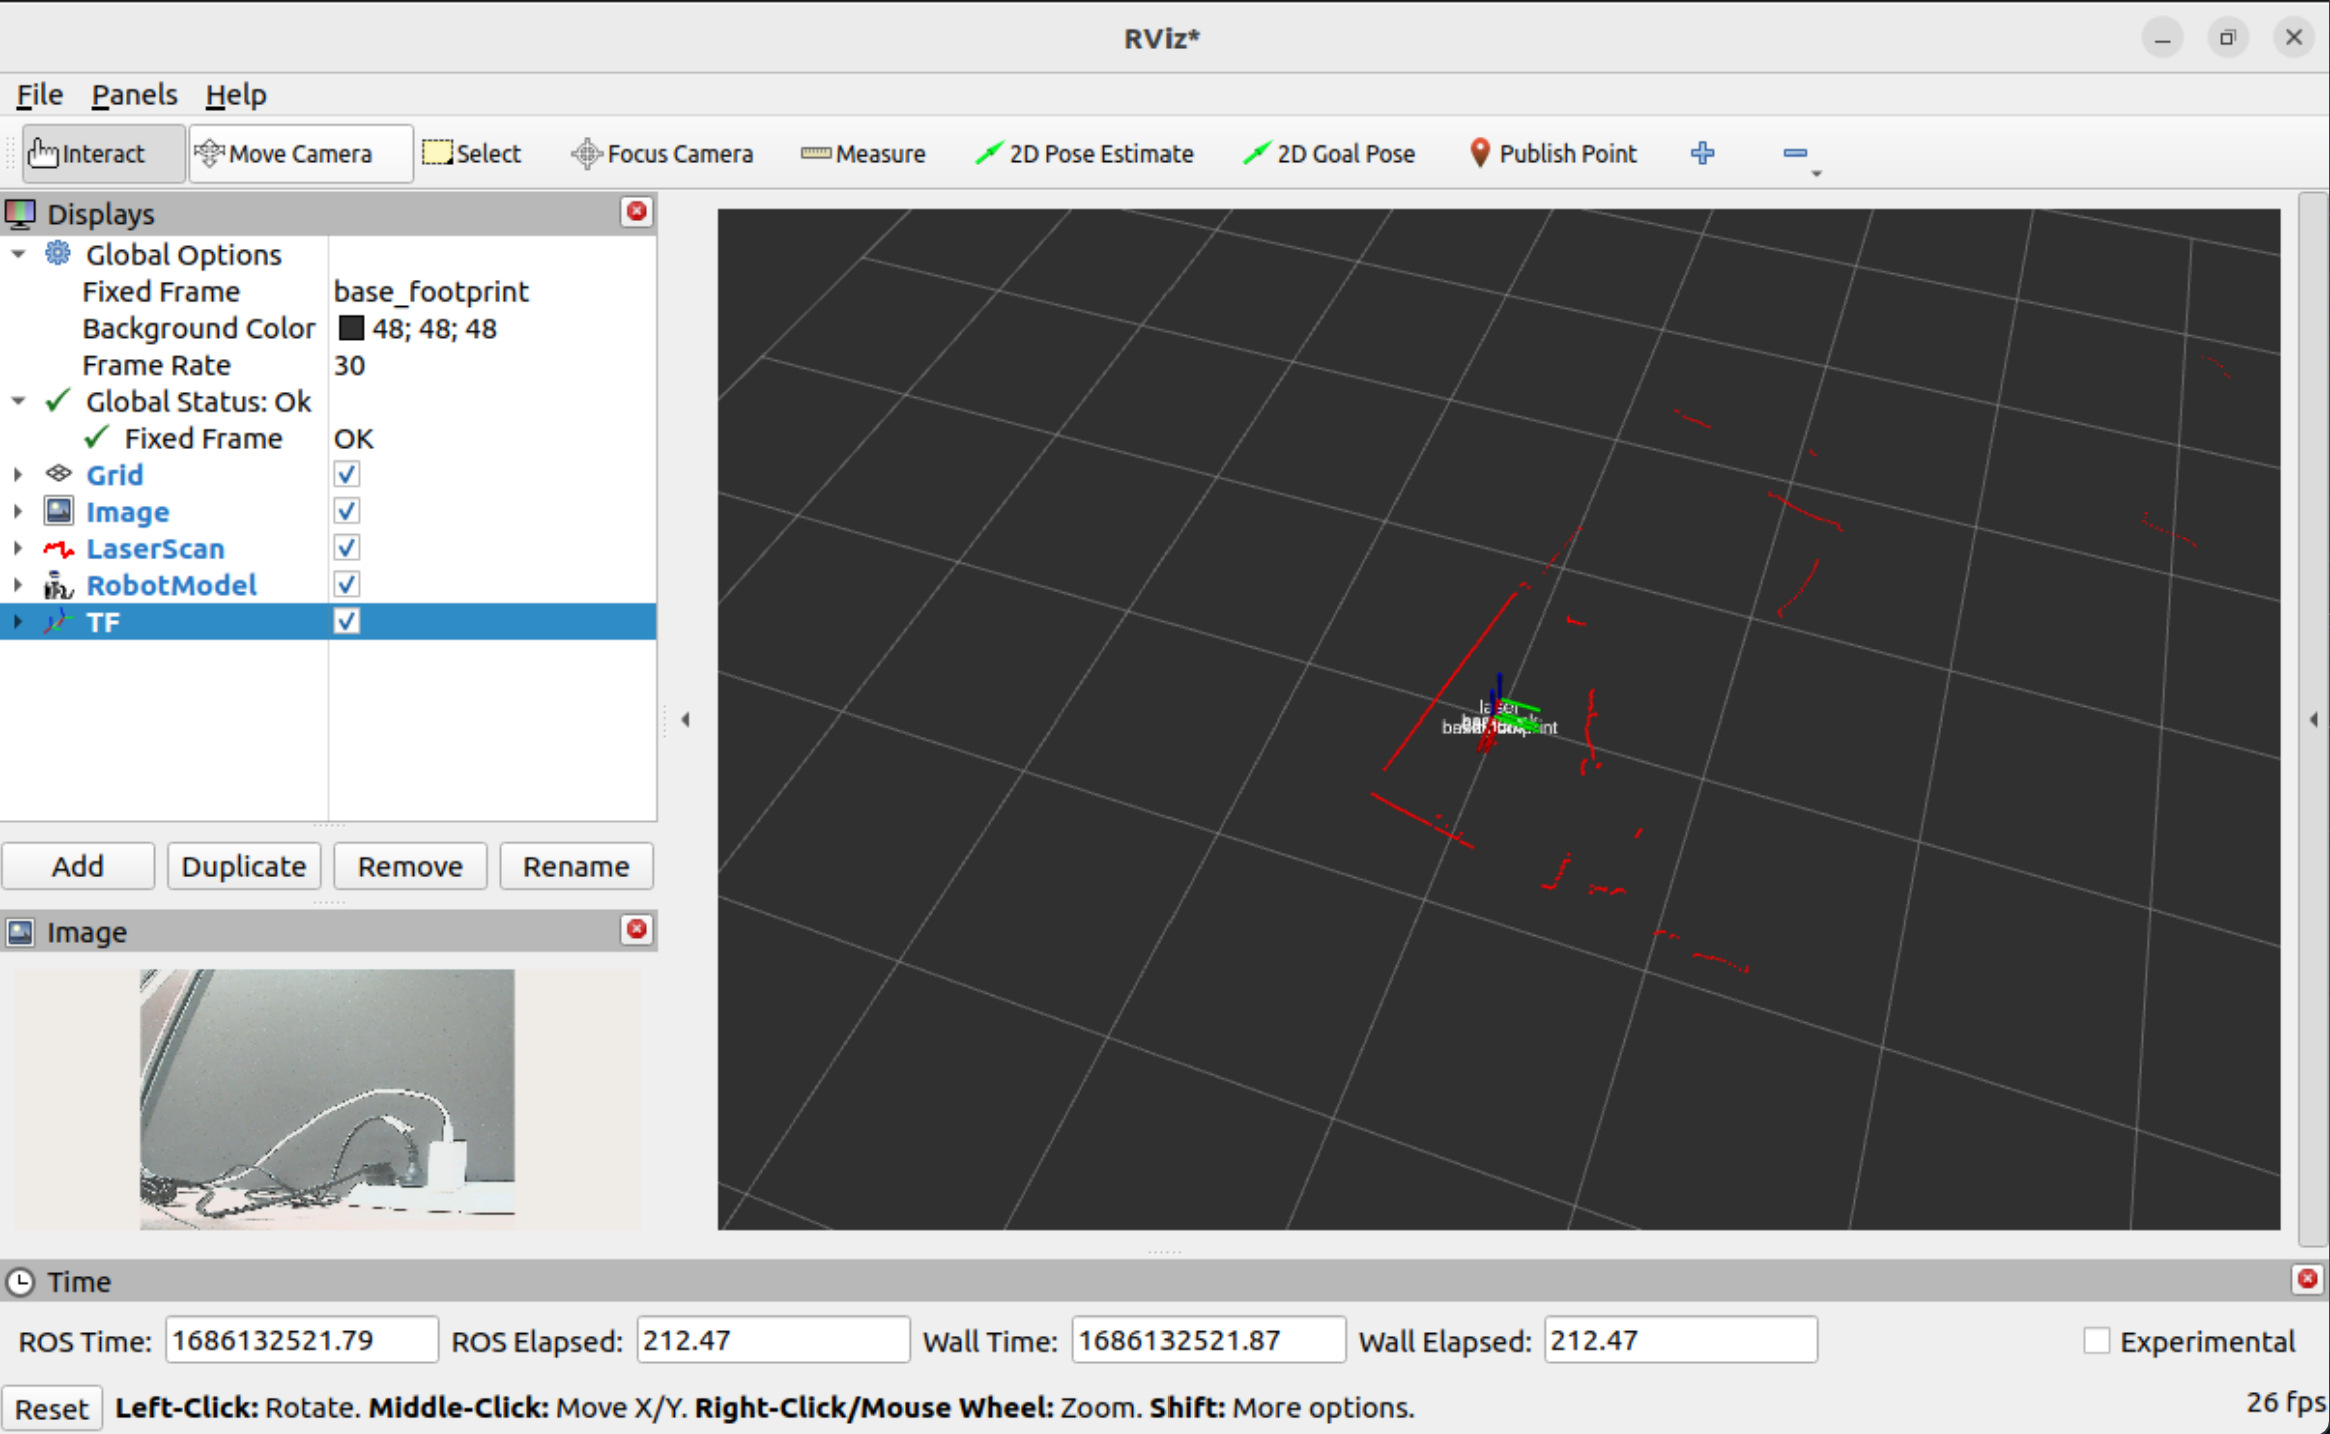 RViz*
File Panels Help
Interact Move Camera Select Focus Camera Measure 2D Pose Estimate 2D Goal Pose Publish Point
Displays
Global Options
Fixed Frame base_footprint
Background Color 48; 48; 48
Frame Rate 30
Global Status: Ok
Fixed Frame OK
Grid
Image
LaserScan
RobotModel
TF
Add Duplicate Remove Rename
Image
laser
Time
ROS Time: 1686132521.79 ROS Elapsed: 212.47 Wall Time: 1686132521.87 Wall Elapsed: 212.47 Experimental
Reset Left-Click: Rotate. Middle-Click: Move X/Y. Right-Click/Mouse Wheel: Zoom. Shift: More options. 26 fps